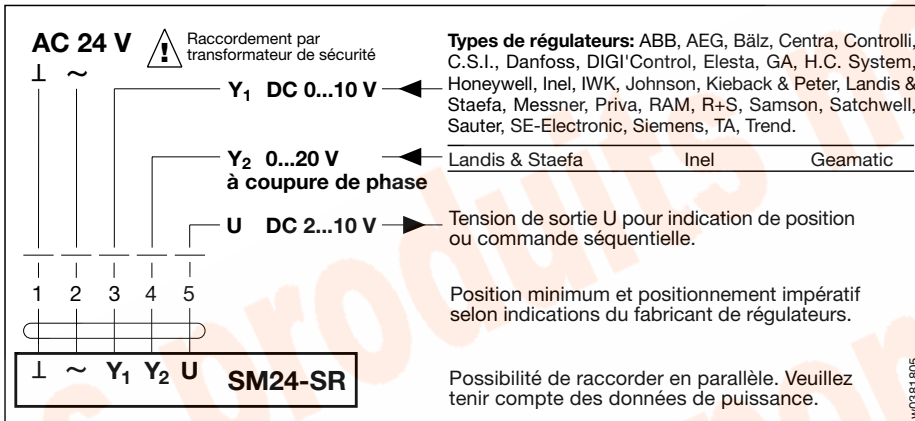 AC 24 V
Raccordement par
transformateur de sécurité
⊥ ~
Y₁ DC 0...10 V
Types de régulateurs: ABB, AEG, Bälz, Centra, Controlli,
C.S.I., Danfoss, DIGI'Control, Elesta, GA, H.C. System,
Honeywell, Inel, IWK, Johnson, Kieback & Peter, Landis &
Staefa, Messner, Priva, RAM, R+S, Samson, Satchwell,
Sauter, SE-Electronic, Siemens, TA, Trend.
Y₂ 0...20 V
à coupure de phase
Landis & Staefa Inel Geamatic
U DC 2...10 V
Tension de sortie U pour indication de position
ou commande séquentielle.
1 2 3 4 5
Position minimum et positionnement impératif
selon indications du fabricant de régulateurs.
⊥ ~ Y₁ Y₂ U
SM24-SR
Possibilité de raccorder en parallèle. Veuillez
tenir compte des données de puissance.
w0381805